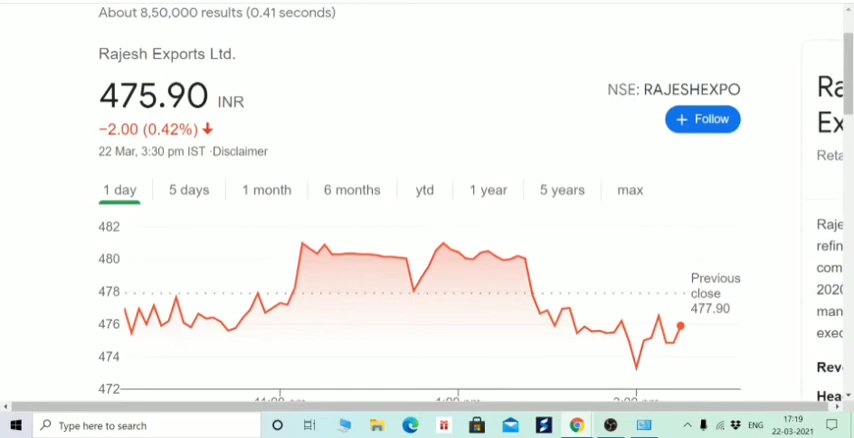 About 8,50,000 results (0.41 seconds)
Rajesh Exports Ltd.
475.90 INR
NSE: RAJESHEXPO
−2.00 (0.42%)
+ Follow
22 Mar, 3:30 pm IST ·Disclaimer
1 day 5 days 1 month 6 months ytd 1 year 5 years max
482
480
478
476
474
472
Previous
close
477.90
Ra
Ex
Reta
Raje
refin
com
2020
man
exec
Rev
Hea
Type here to search
ENG
17:19
22-03-2021